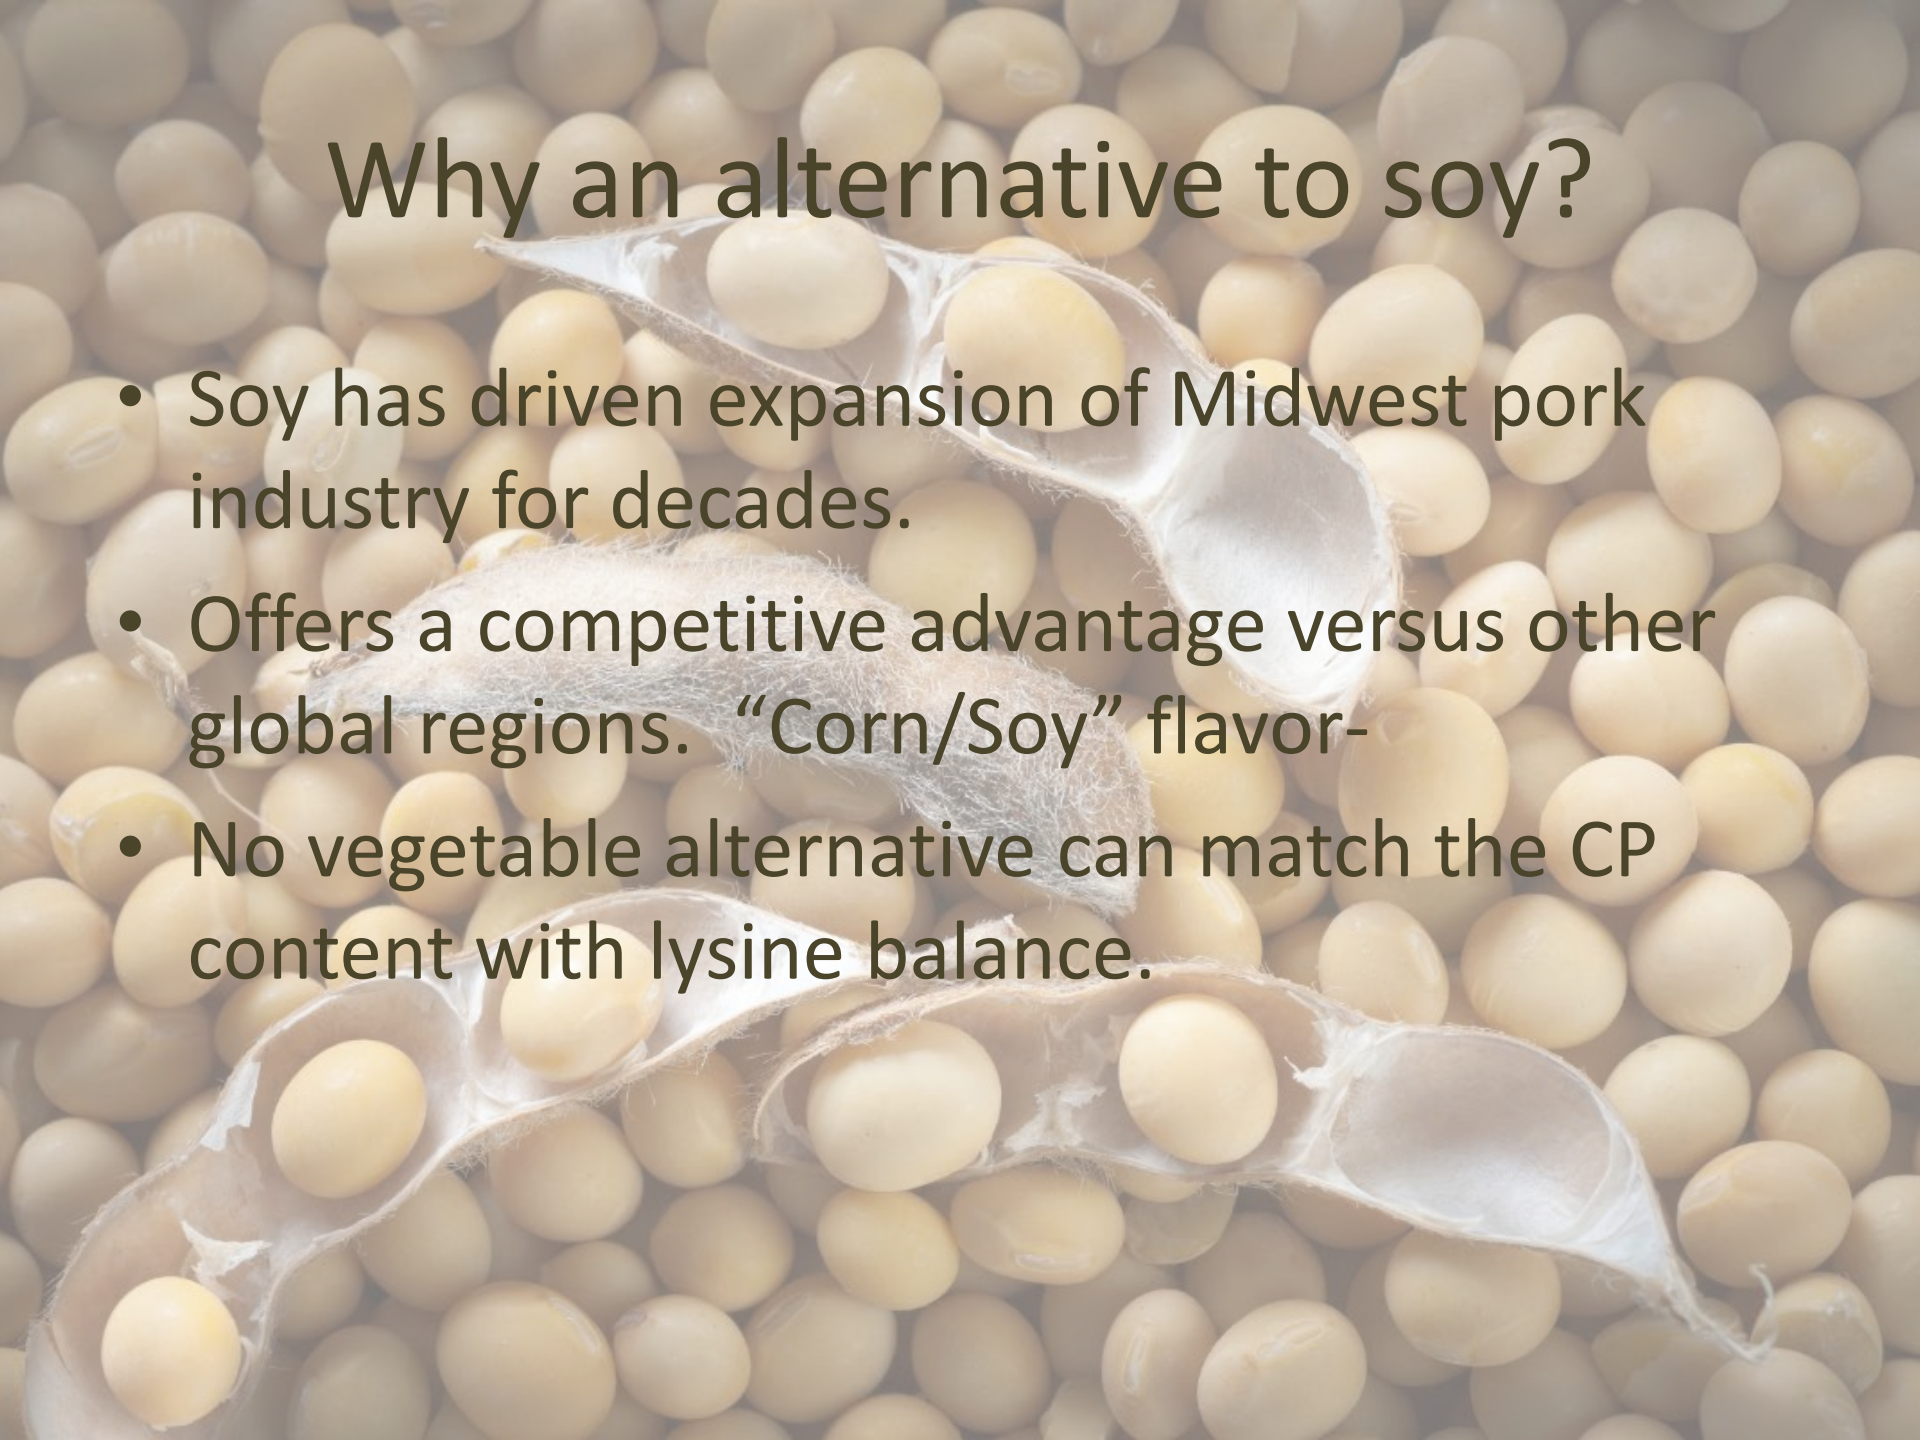 Why an alternative to soy?
• Soy has driven expansion of Midwest pork
industry for decades.
• Offers a competitive advantage versus other
global regions.  “Corn/Soy” flavor-
• No vegetable alternative can match the CP
content with lysine balance.